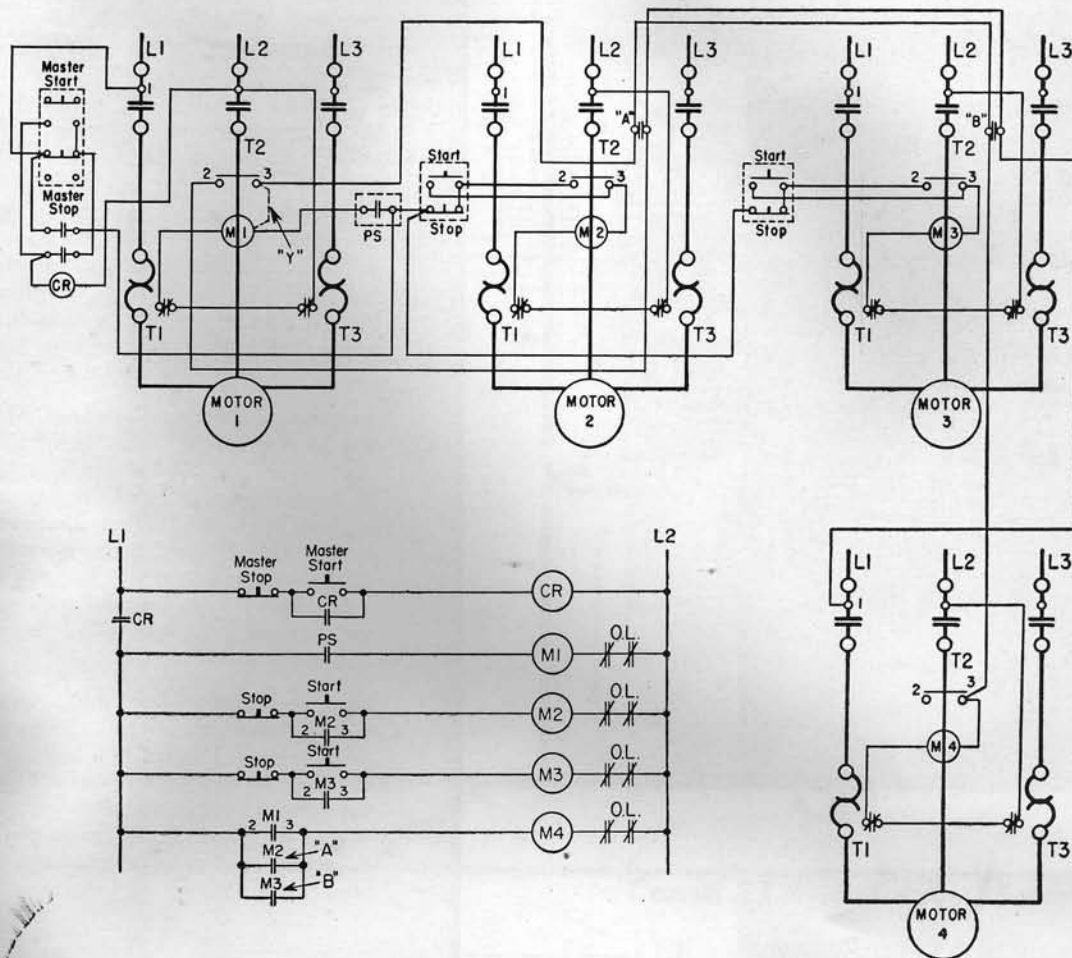 L1 L2 L3 L1 L2 L3 L1 L2 L3
Master
Start
1 1 1
"A" "B"
T2 T2 T2
Start Start
Master
Stop
2 3 2 3 2 3
M1 M2 M3
PS
Stop Stop
"Y"
CR
T1 T3 T1 T3 T1 T3
MOTOR
1
MOTOR
2
MOTOR
3
L1 L2
Master
Stop
Master
Start
CR
CR
CR
PS
M1
O.L.
Stop
Start
M2
2 3
M2
O.L.
Stop
Start
M3
2 3
M3
O.L.
M1
2 3
M4
O.L.
M2
"A"
M3
"B"
L1 L2 L3
1
T2
2 3
M4
T1 T3
MOTOR
4